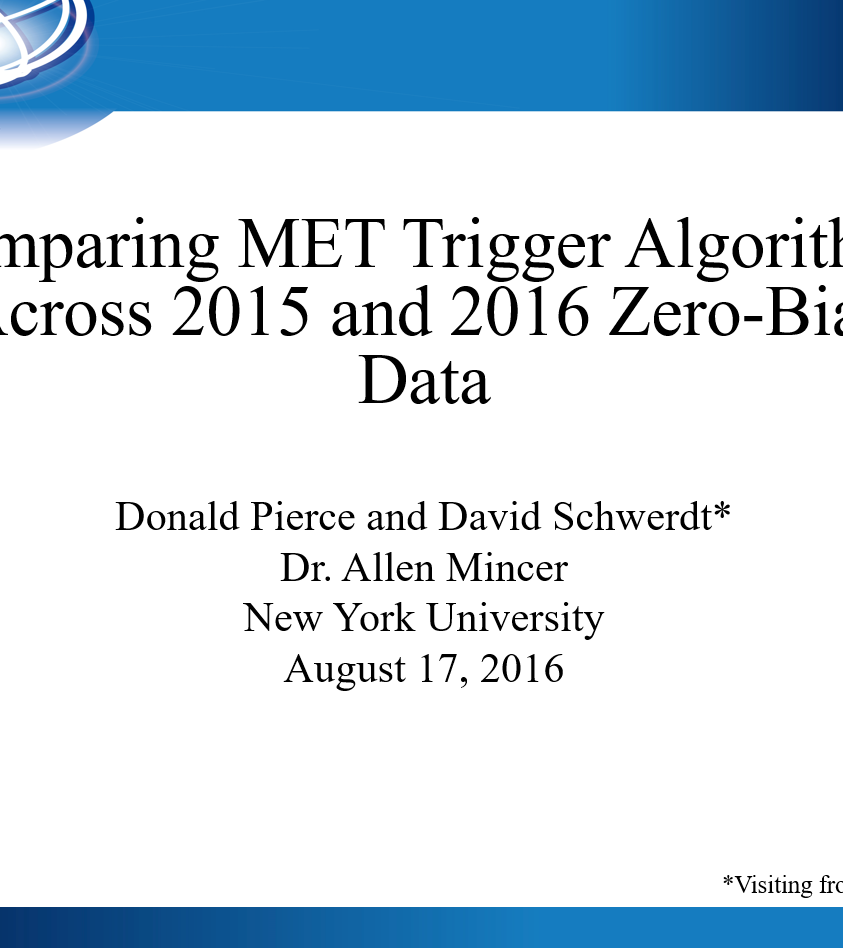 mparing MET Trigger Algorith
Across 2015 and 2016 Zero-Bia
Data
Donald Pierce and David Schwerdt*
Dr. Allen Mincer
New York University
August 17, 2016
*Visiting fro